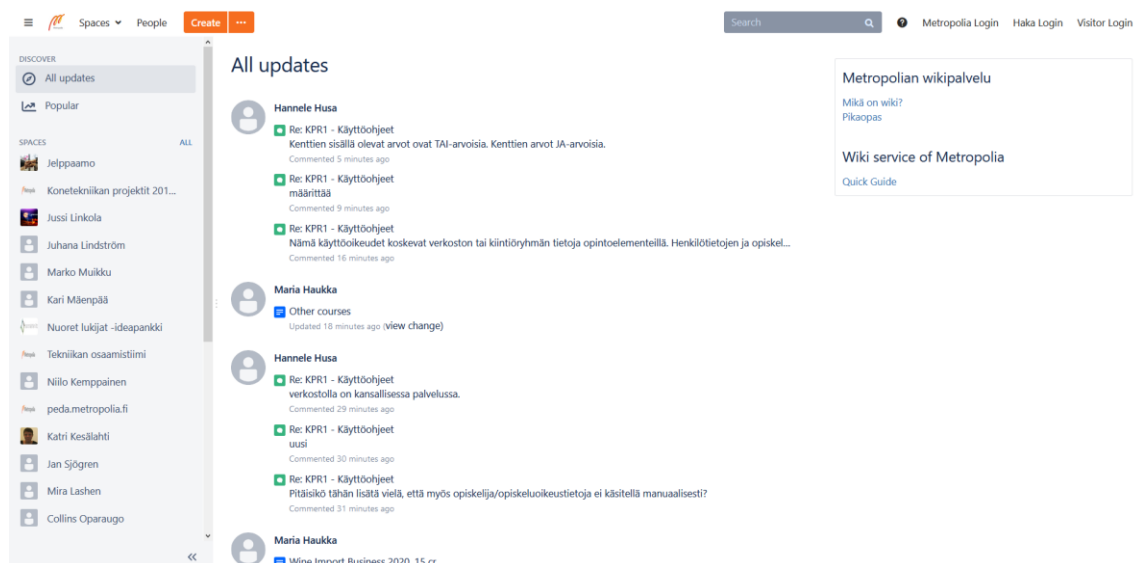 Spaces People Create ... Search Metropolia Login Haka Login Visitor Login
DISCOVER
All updates
Popular
SPACES ALL
Jelppaamo
Konetekniikan projektit 201...
Jussi Linkola
Juhana Lindström
Marko Muikku
Kari Mäenpää
Nuoret lukijat -ideapankki
Tekniikan osaamistiimi
Niilo Kemppainen
peda.metropolia.fi
Katri Kesälahti
Jan Sjögren
Mira Lashen
Collins Oparaugo
All updates
Hannele Husa
Re: KPR1 - Käyttöohjeet
Kenttien sisällä olevat arvot ovat TAI-arvoisia. Kenttien arvot JA-arvoisia.
Commented 5 minutes ago
Re: KPR1 - Käyttöohjeet
määrittää
Commented 9 minutes ago
Re: KPR1 - Käyttöohjeet
Nämä käyttöoikeudet koskevat verkoston tai kiintiöryhmän tietoja opintoelementeillä. Henkilötietojen ja opiskel...
Commented 16 minutes ago
Maria Haukka
Other courses
Updated 18 minutes ago (view change)
Hannele Husa
Re: KPR1 - Käyttöohjeet
verkostolla on kansallisessa palvelussa.
Commented 29 minutes ago
Re: KPR1 - Käyttöohjeet
uusi
Commented 30 minutes ago
Re: KPR1 - Käyttöohjeet
Pitäisikö tähän lisätä vielä, että myös opiskelija/opiskeluoikeustietoja ei käsitellä manuaalisesti?
Commented 31 minutes ago
Maria Haukka
Wine Import Business 2020, 15 cr
Metropolian wikipalvelu
Mikä on wiki?
Pikaopas
Wiki service of Metropolia
Quick Guide